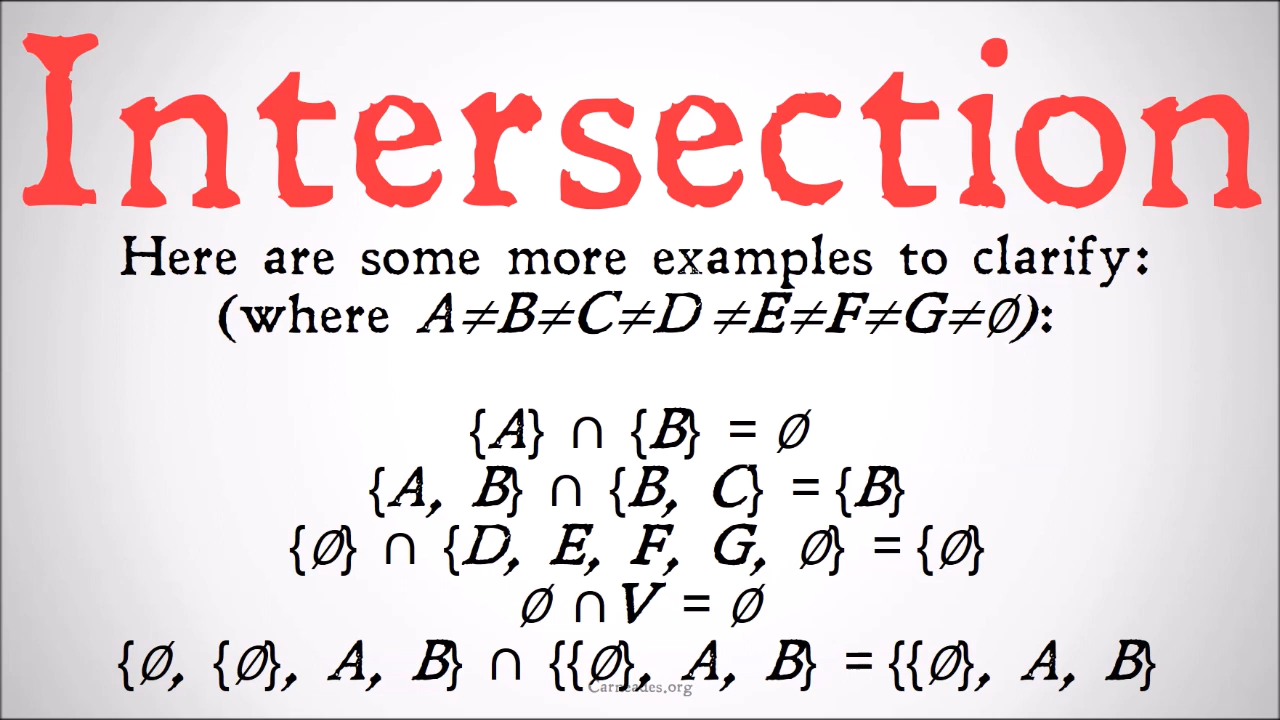 Intersection
Here are some more examples to clarify:
(where A≠B≠C≠D ≠E≠F≠G≠∅):
{A} ∩ {B} = ∅
{A, B} ∩ {B, C} = {B}
{∅} ∩ {D, E, F, G, ∅} = {∅}
∅ ∩ V = ∅
{∅, {∅}, A, B} ∩ {{∅}, A, B} = {{∅}, A, B}
Carneades.org